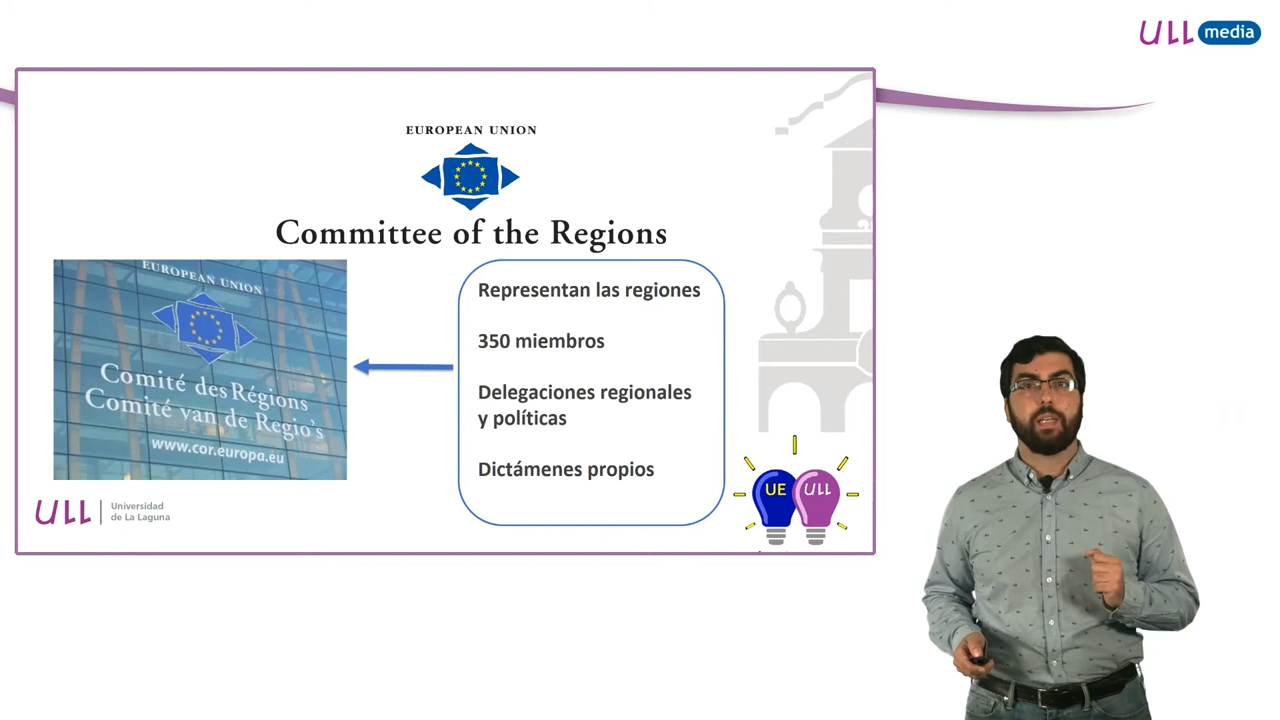 ULL media
EUROPEAN UNION
Committee of the Regions
EUROPEAN UNION
Comité des Régions
Comité van de Regio's
www.cor.europa.eu
Representan las regiones
350 miembros
Delegaciones regionales
y políticas
Dictámenes propios
UE
ULL
ULL
Universidad
de La Laguna